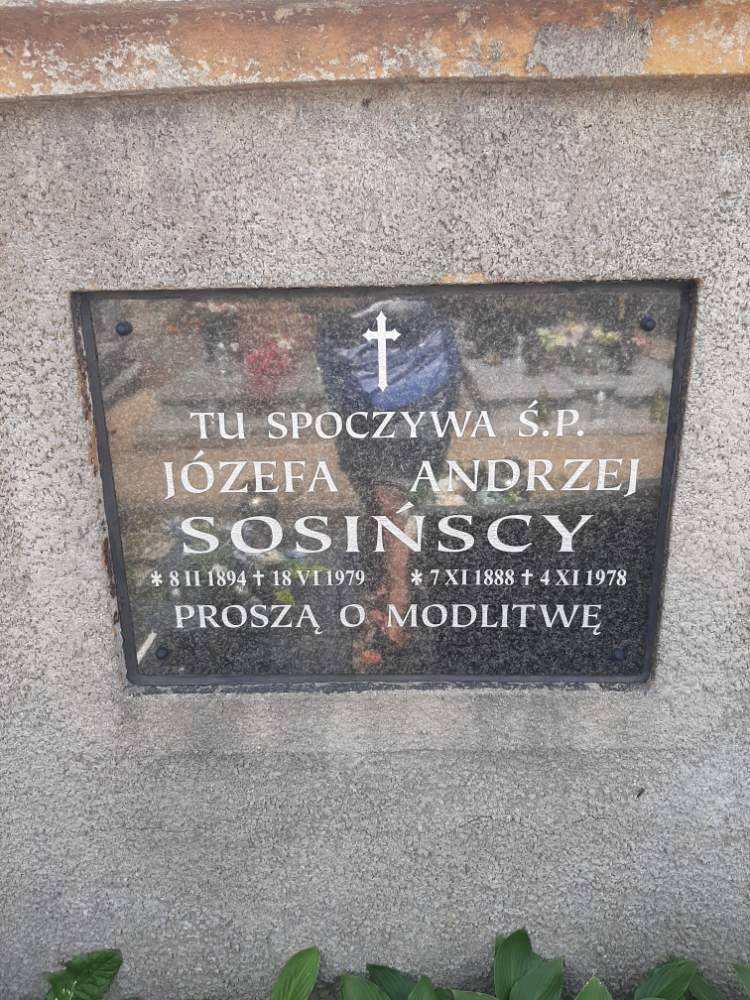 TU SPOCZYWA Ś.P.
JÓZEFA ANDRZEJ
SOSIŃSCY
* 8 II 1894 † 18 VI 1979 * 7 XI 1888 † 4 XI 1978
PROSZĄ O MODLITWĘ